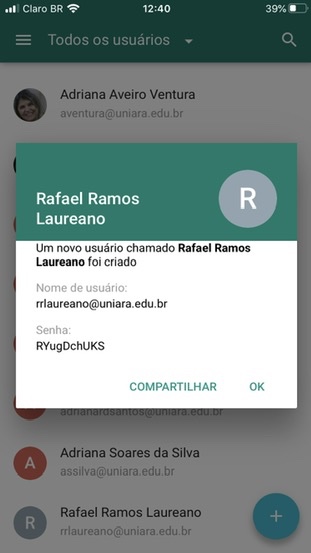 Claro BR 12:40 39%
Todos os usuários
Adriana Aveiro Ventura
aventura@uniara.edu.br
Rafael Ramos
Laureano
R
Um novo usuário chamado Rafael Ramos
Laureano foi criado
Nome de usuário:
rrlaureano@uniara.edu.br
Senha:
RYugDchUKS
COMPARTILHAR OK
adrianardsantos@uniara.edu.br
A Adriana Soares da Silva
assilva@uniara.edu.br
R Rafael Ramos Laureano
rrlaureano@uniara.edu.br